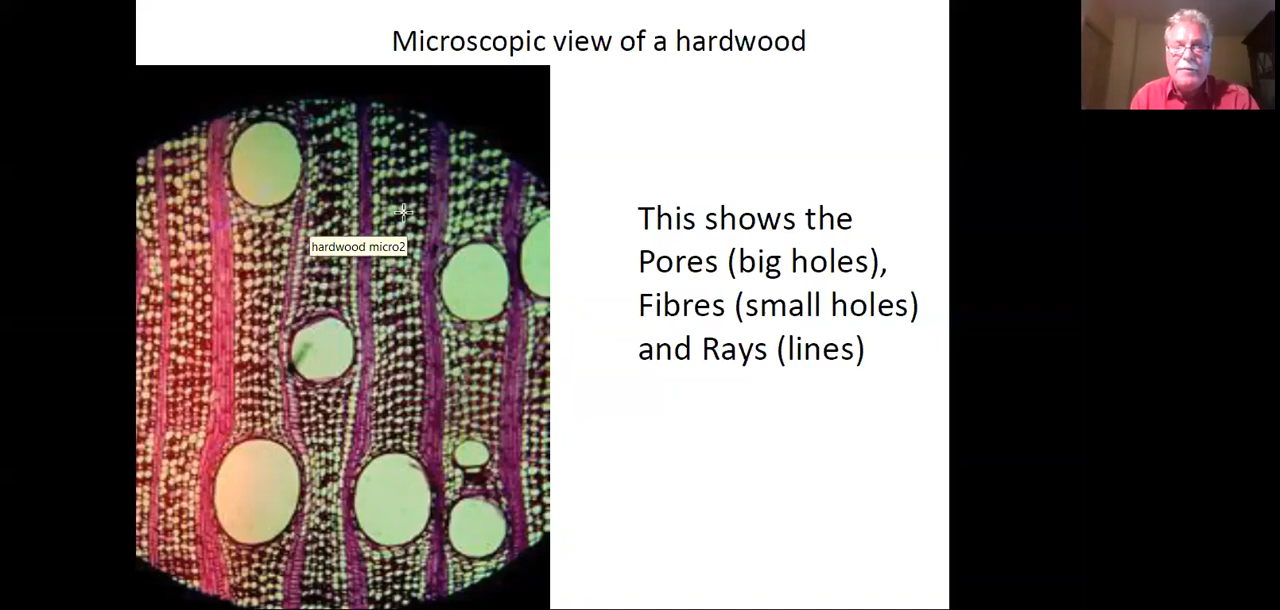 Microscopic view of a hardwood
hardwood micro2
This shows the
Pores (big holes),
Fibres (small holes)
and Rays (lines)